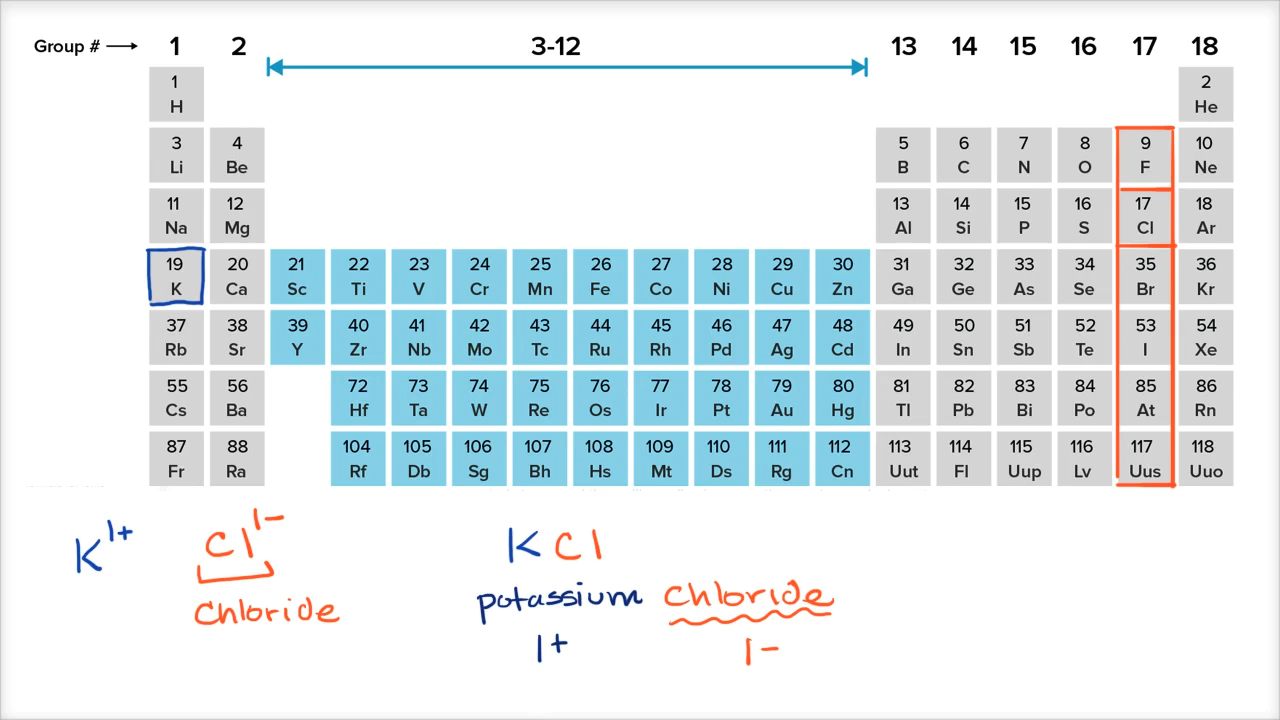 Group # → 1 2 3-12 13 14 15 16 17 18
1 2
H He
3 4 5 6 7 8 9 10
Li Be B C N O F Ne
11 12 13 14 15 16 17 18
Na Mg Al Si P S Cl Ar
19 20 21 22 23 24 25 26 27 28 29 30 31 32 33 34 35 36
K Ca Sc Ti V Cr Mn Fe Co Ni Cu Zn Ga Ge As Se Br Kr
37 38 39 40 41 42 43 44 45 46 47 48 49 50 51 52 53 54
Rb Sr Y Zr Nb Mo Tc Ru Rh Pd Ag Cd In Sn Sb Te I Xe
55 56 72 73 74 75 76 77 78 79 80 81 82 83 84 85 86
Cs Ba Hf Ta W Re Os Ir Pt Au Hg Tl Pb Bi Po At Rn
87 88 104 105 106 107 108 109 110 111 112 113 114 115 116 117 118
Fr Ra Rf Db Sg Bh Hs Mt Ds Rg Cn Uut Fl Uup Lv Uus Uuo
K¹⁺ Cl¹⁻ KCl
Chloride potassium chloride
1+ 1-